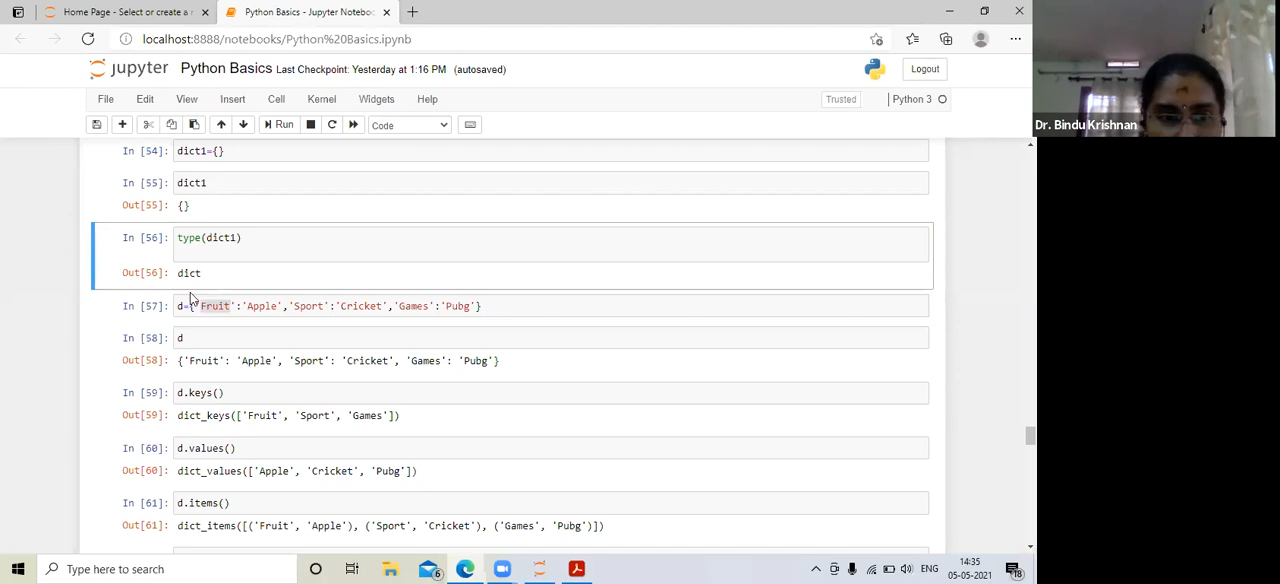 Home Page - Select or create a n
Python Basics - Jupyter Notebo
localhost:8888/notebooks/Python%20Basics.ipynb
jupyter Python Basics Last Checkpoint: Yesterday at 1:16 PM (autosaved)
Logout
File Edit View Insert Cell Kernel Widgets Help
Trusted
Python 3
Run
Code
Dr. Bindu Krishnan
In [54]: dict1={}
In [55]: dict1
Out[55]: {}
In [56]: type(dict1)
Out[56]: dict
In [57]: d={'Fruit':'Apple','Sport':'Cricket','Games':'Pubg'}
In [58]: d
Out[58]: {'Fruit': 'Apple', 'Sport': 'Cricket', 'Games': 'Pubg'}
In [59]: d.keys()
Out[59]: dict_keys(['Fruit', 'Sport', 'Games'])
In [60]: d.values()
Out[60]: dict_values(['Apple', 'Cricket', 'Pubg'])
In [61]: d.items()
Out[61]: dict_items([('Fruit', 'Apple'), ('Sport', 'Cricket'), ('Games', 'Pubg')])
Type here to search
6
ENG
14:35
05-05-2021
18